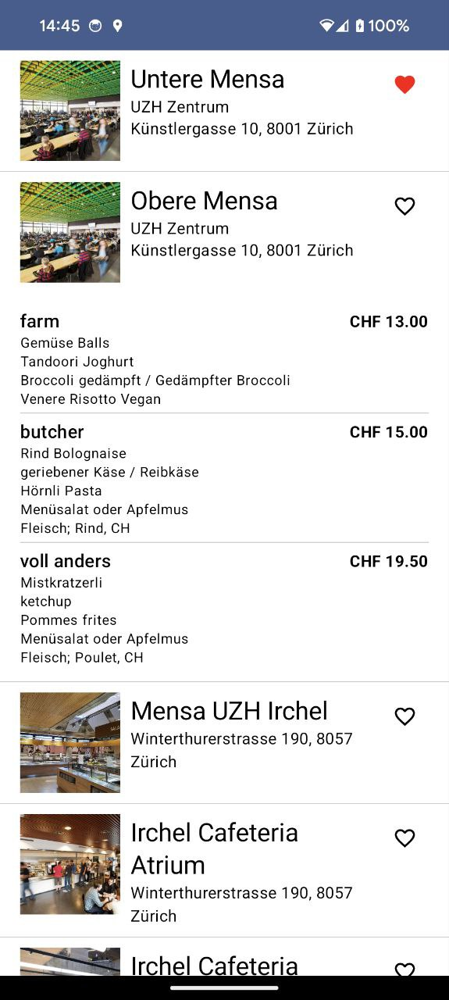 14:45
100%
Untere Mensa
UZH Zentrum
Künstlergasse 10, 8001 Zürich
Obere Mensa
UZH Zentrum
Künstlergasse 10, 8001 Zürich
farm CHF 13.00
Gemüse Balls
Tandoori Joghurt
Broccoli gedämpft / Gedämpfter Broccoli
Venere Risotto Vegan
butcher CHF 15.00
Rind Bolognaise
geriebener Käse / Reibkäse
Hörnli Pasta
Menüsalat oder Apfelmus
Fleisch; Rind, CH
voll anders CHF 19.50
Mistkratzerli
ketchup
Pommes frites
Menüsalat oder Apfelmus
Fleisch; Poulet, CH
Mensa UZH Irchel
Winterthurerstrasse 190, 8057
Zürich
Irchel Cafeteria
Atrium
Winterthurerstrasse 190, 8057
Zürich
Irchel Cafeteria